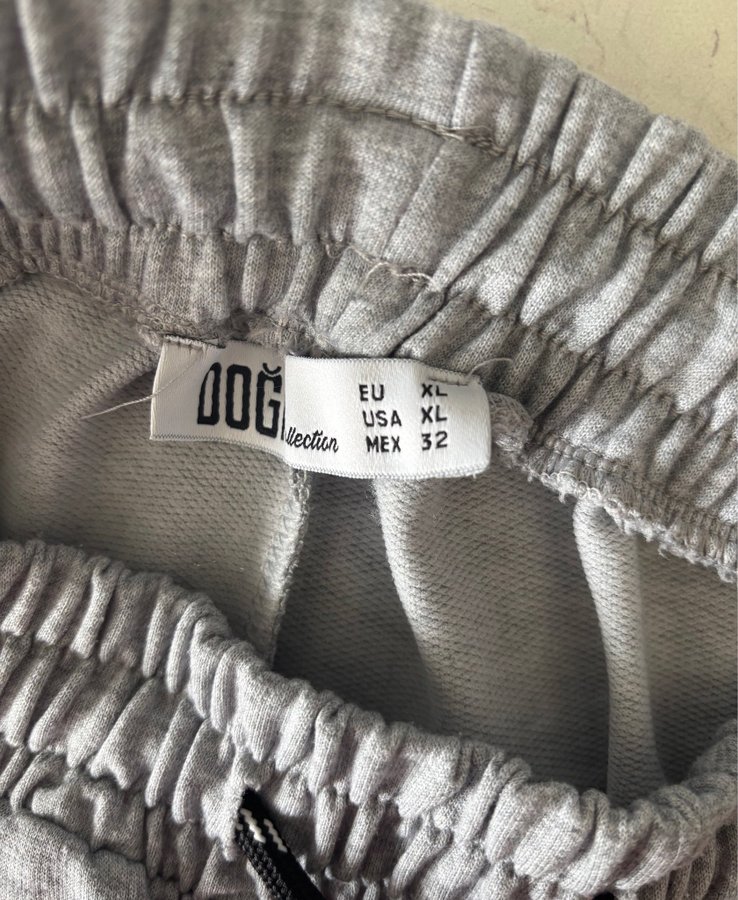 DOĞ
llection
EU XL
USA XL
MEX 32